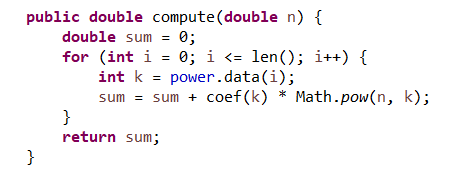 public double compute(double n) {
    double sum = 0;
    for (int i = 0; i <= len(); i++) {
        int k = power.data(i);
        sum = sum + coef(k) * Math.pow(n, k);
    }
    return sum;
}